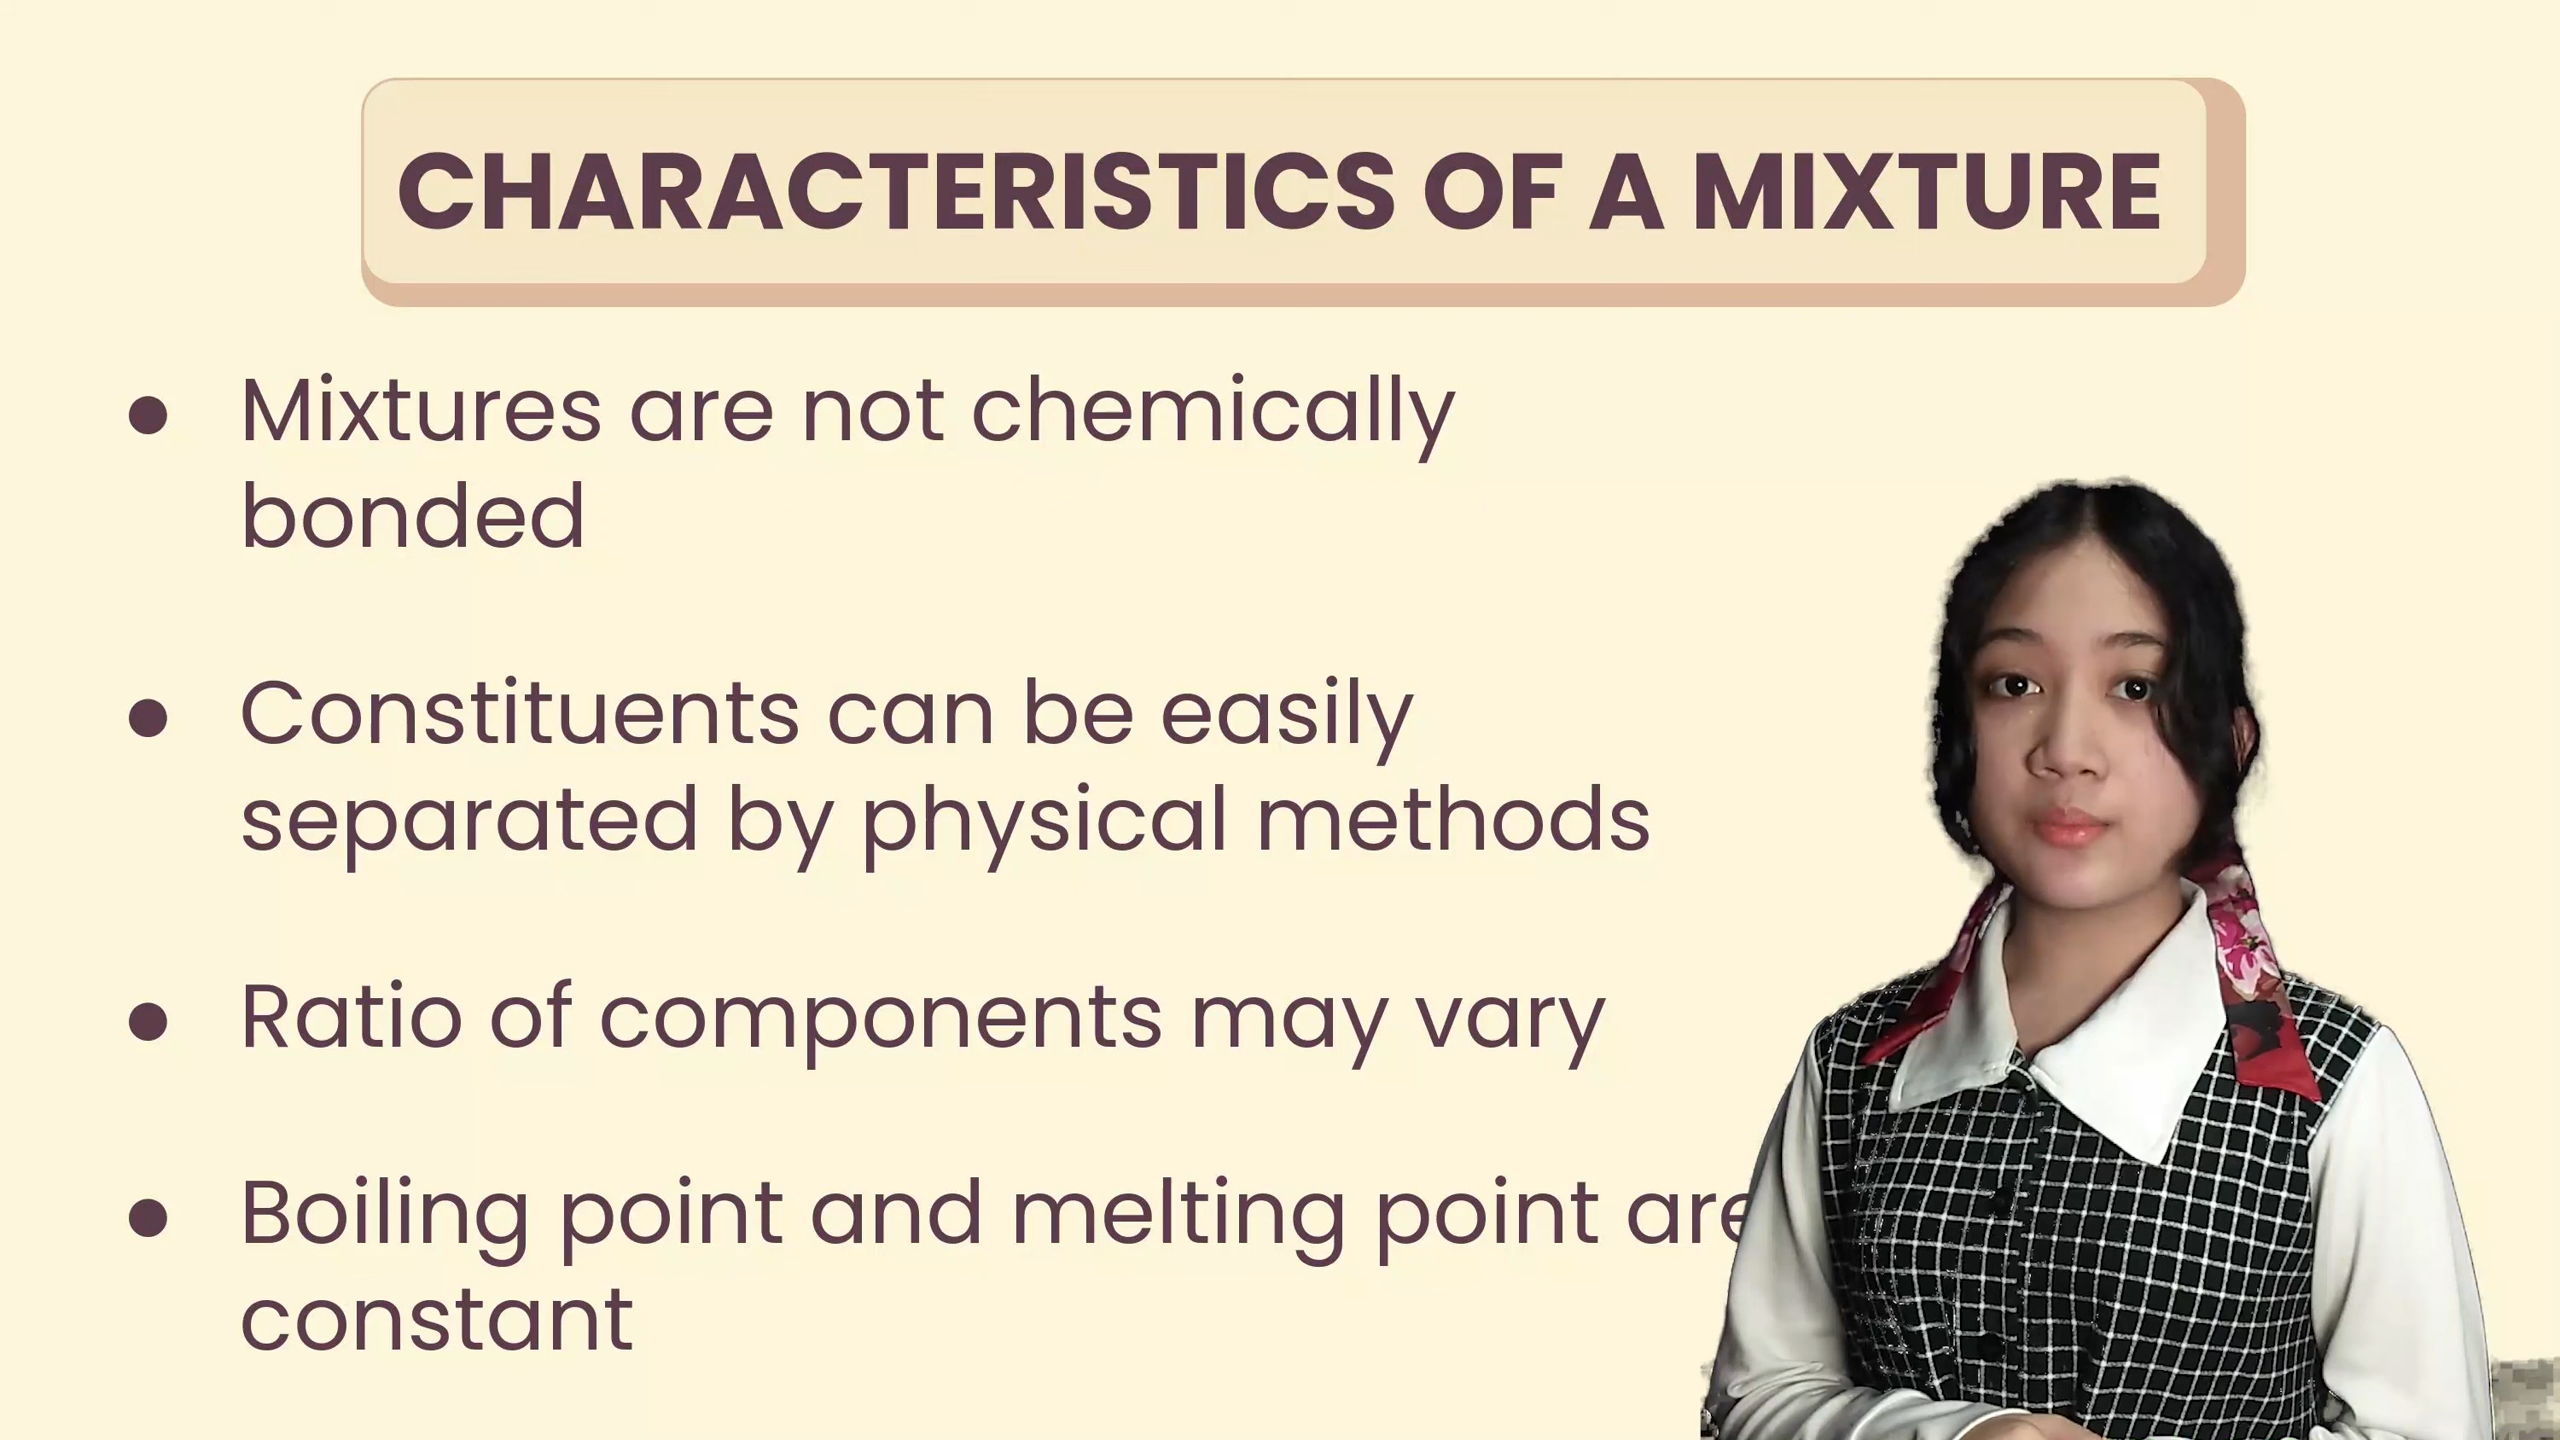 CHARACTERISTICS OF A MIXTURE
● Mixtures are not chemically
bonded
● Constituents can be easily
separated by physical methods
● Ratio of components may vary
● Boiling point and melting point are
constant